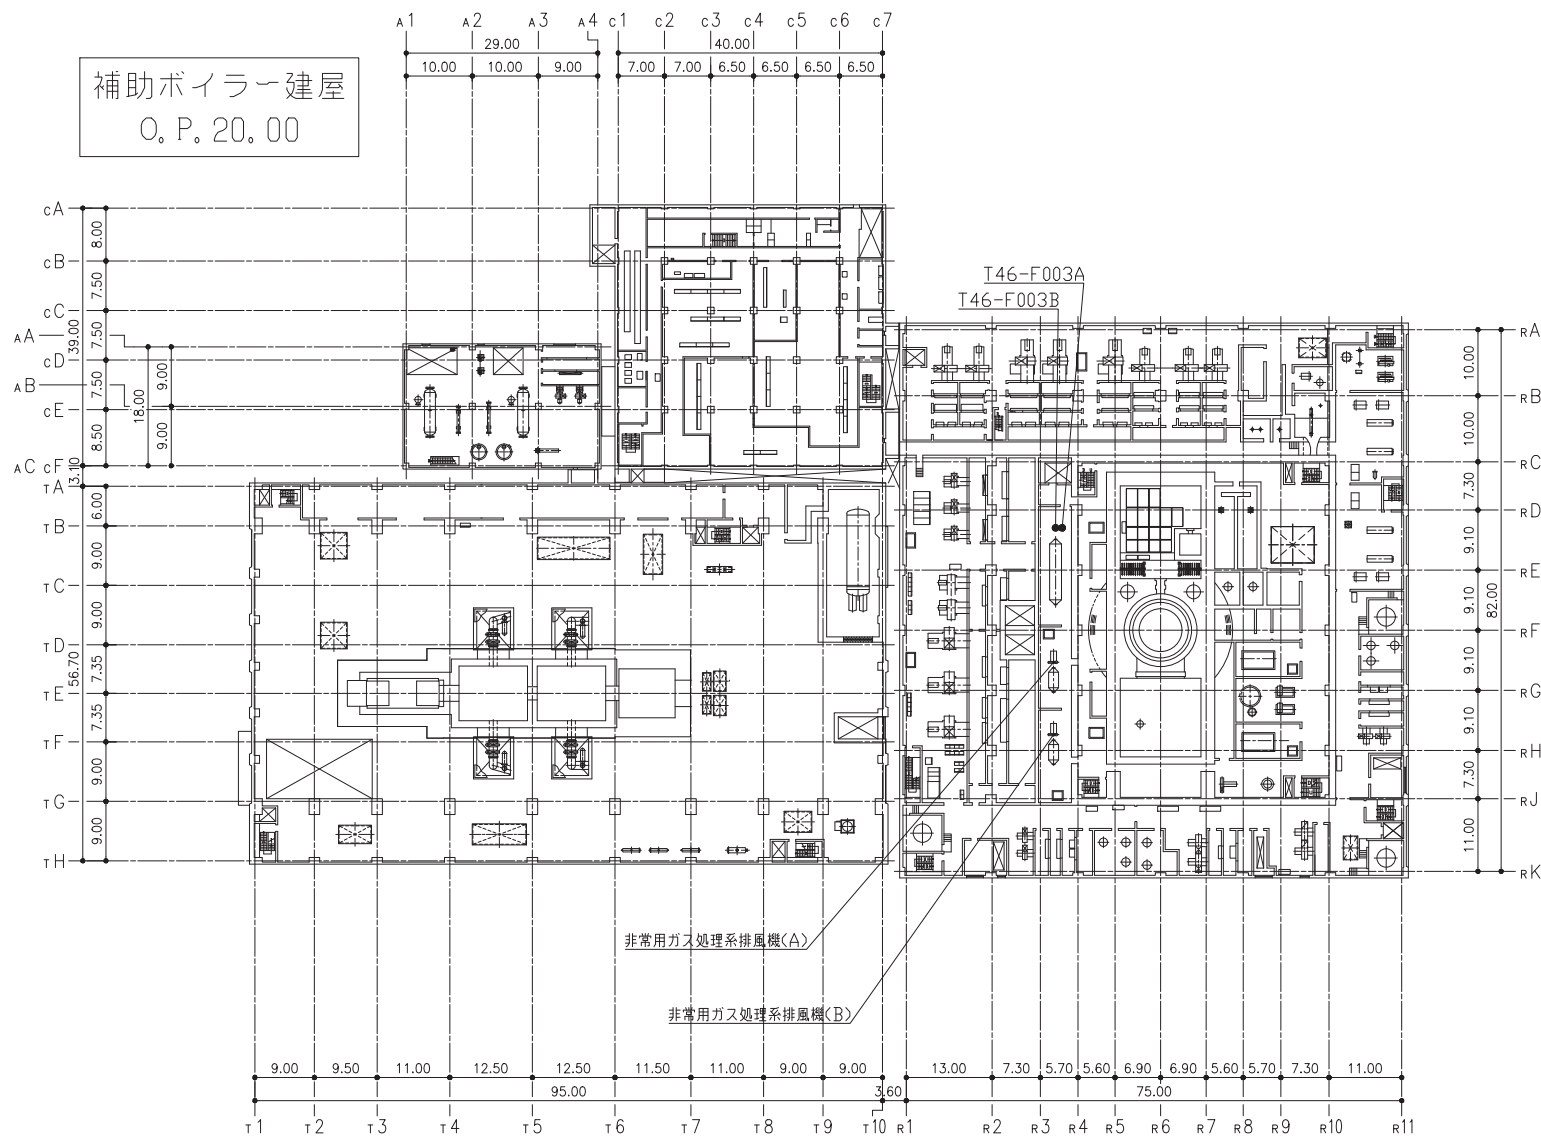 A1 A2 A3 A4 C1 C2 C3 C4 C5 C6 C7
29.00 40.00
10.00 10.00 9.00 7.00 7.00 6.50 6.50 6.50 6.50
補助ボイラー建屋
O.P.20.00
CA
8.00
CB
7.50
CC
AA
39.00
7.50
CD
AB
7.50
CE
8.50
AC CF
18.00
9.00
9.00
3.10
TA
6.00
TB
9.00
TC
9.00
TD
7.35
56.70
TE
7.35
TF
9.00
TG
9.00
TH
T46-F003A
T46-F003B
RA
10.00
RB
10.00
RC
7.30
RD
9.10
RE
9.10
82.00
RF
9.10
RG
9.10
RH
7.30
RJ
11.00
RK
非常用ガス処理系排風機(A)
非常用ガス処理系排風機(B)
9.00 9.50 11.00 12.50 12.50 11.50 11.00 9.00 9.00 13.00 7.30 5.70 5.60 6.90 6.90 5.60 5.70 7.30 11.00
95.00 3.60 75.00
T1 T2 T3 T4 T5 T6 T7 T8 T9 T10 R1 R2 R3 R4 R5 R6 R7 R8 R9 R10 R11